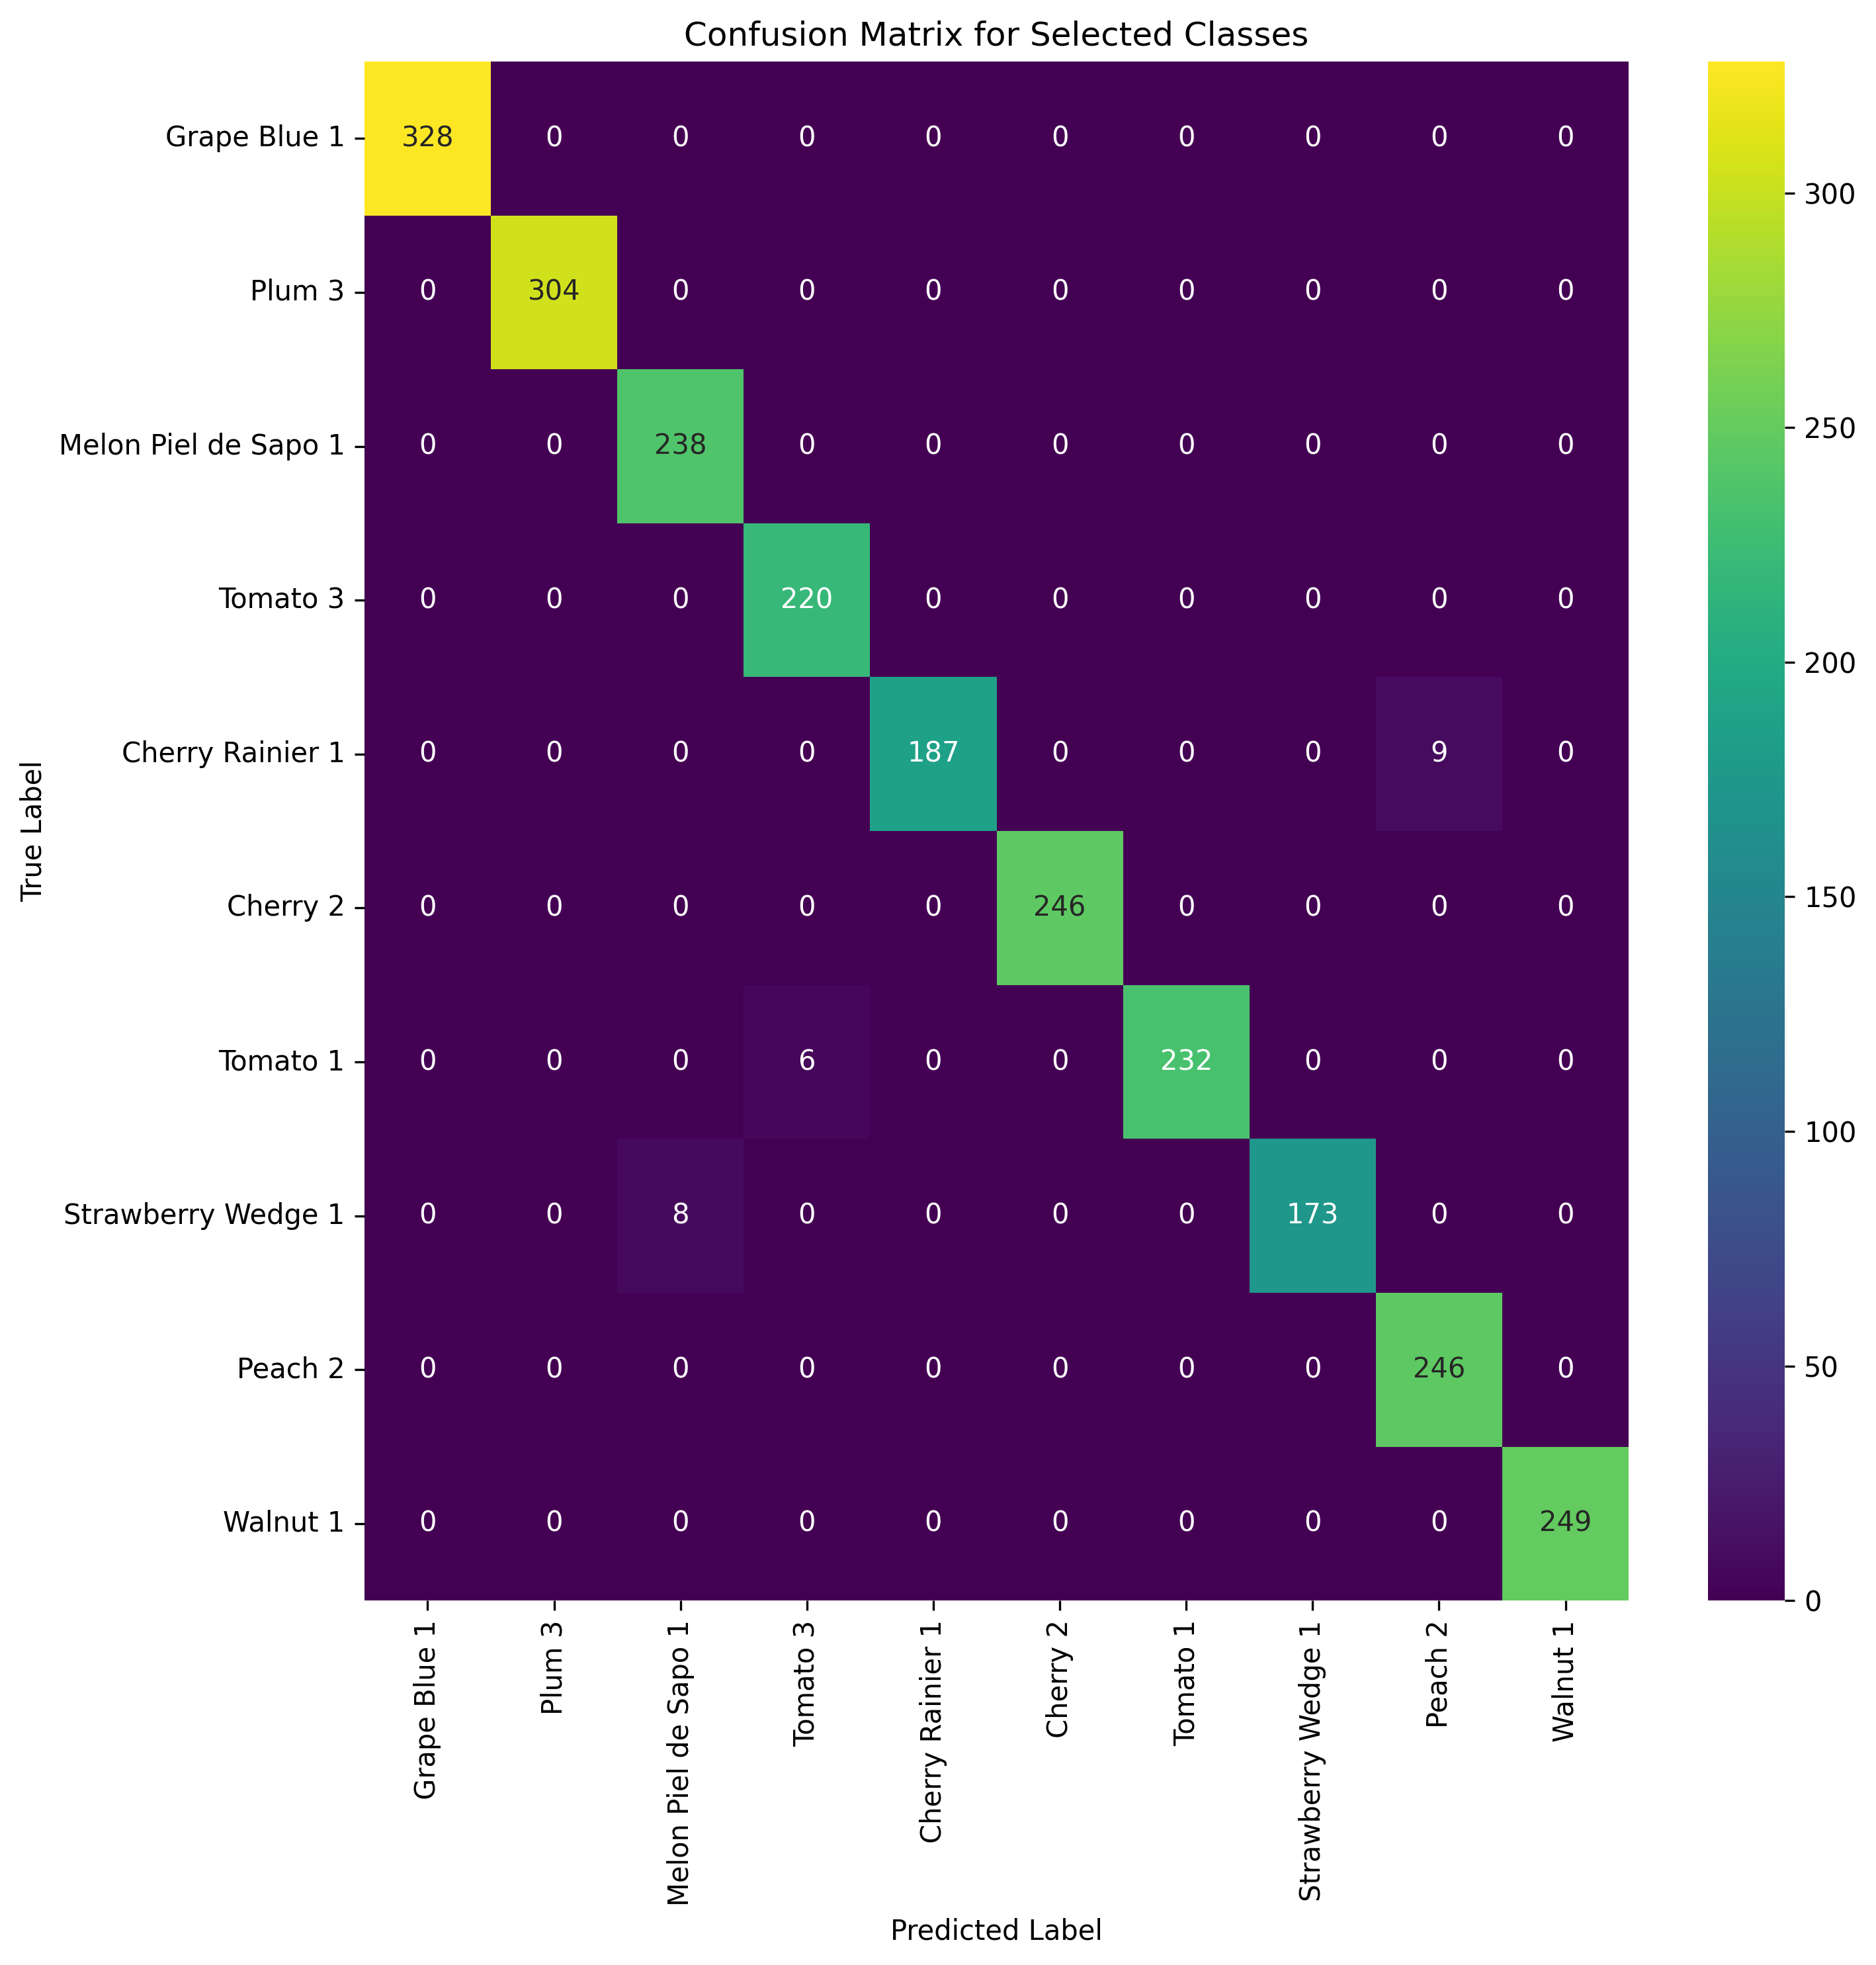 Confusion Matrix for Selected Classes
True Label
Grape Blue 1 328 0 0 0 0 0 0 0 0 0
Plum 3 0 304 0 0 0 0 0 0 0 0
Melon Piel de Sapo 1 0 0 238 0 0 0 0 0 0 0
Tomato 3 0 0 0 220 0 0 0 0 0 0
Cherry Rainier 1 0 0 0 0 187 0 0 0 9 0
Cherry 2 0 0 0 0 0 246 0 0 0 0
Tomato 1 0 0 0 6 0 0 232 0 0 0
Strawberry Wedge 1 0 0 8 0 0 0 0 173 0 0
Peach 2 0 0 0 0 0 0 0 0 246 0
Walnut 1 0 0 0 0 0 0 0 0 0 249
Grape Blue 1
Plum 3
Melon Piel de Sapo 1
Tomato 3
Cherry Rainier 1
Cherry 2
Tomato 1
Strawberry Wedge 1
Peach 2
Walnut 1
Predicted Label
300
250
200
150
100
50
0